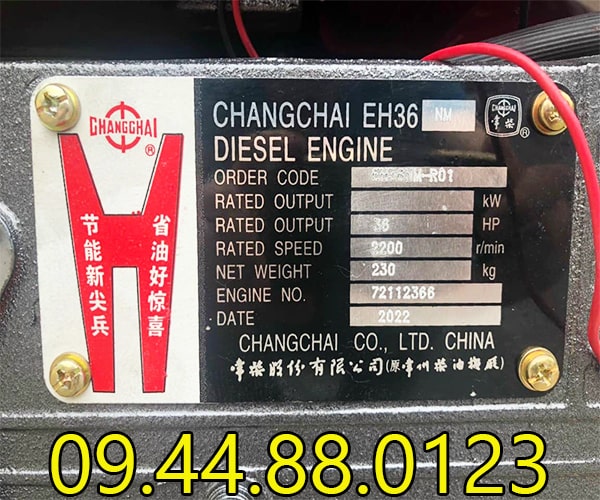 CHANGCHAI
®
节能新尖兵
省油好惊喜
CHANGCHAI EH36 NM
CHANGCHAI
常柴
®
DIESEL ENGINE
ORDER CODE M-R01
RATED OUTPUT kW
RATED OUTPUT 36 HP
RATED SPEED 2200 r/min
NET WEIGHT 230 kg
ENGINE NO. 72112366
DATE 2022
CHANGCHAI CO., LTD. CHINA
常柴股份有限公司(原常州柴油机厂)
09.44.88.0123